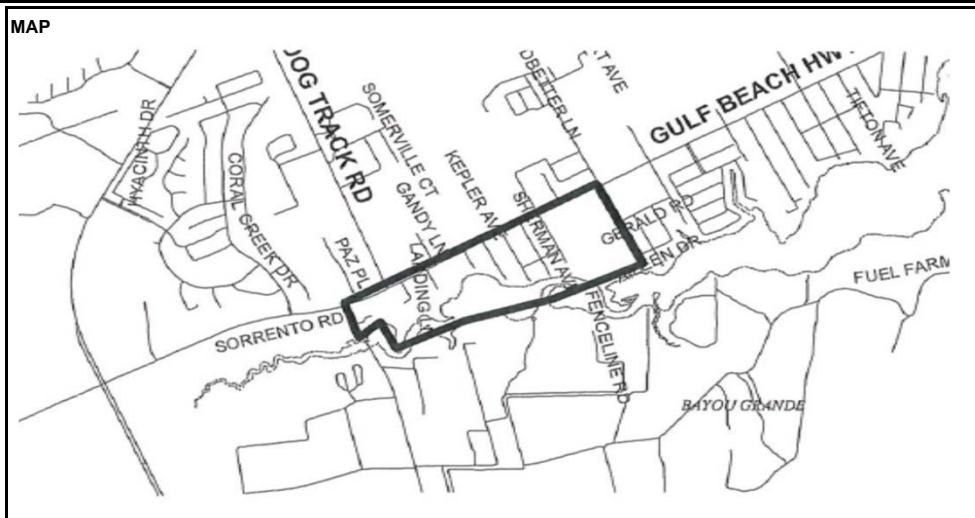 MAP
DOG TRACK RD
SOMERVILLE CT
GULF BEACH HWY
TIFTON AVE
HYACINTH DR
CORAL CREEK DR
KEPLER AVE
GANDY LN
SHERMAN AVE
GERALD RD
PAZ PL
FUEL FARM
SORRENTO RD
FENCELINE RD
BAYOU GRANDE